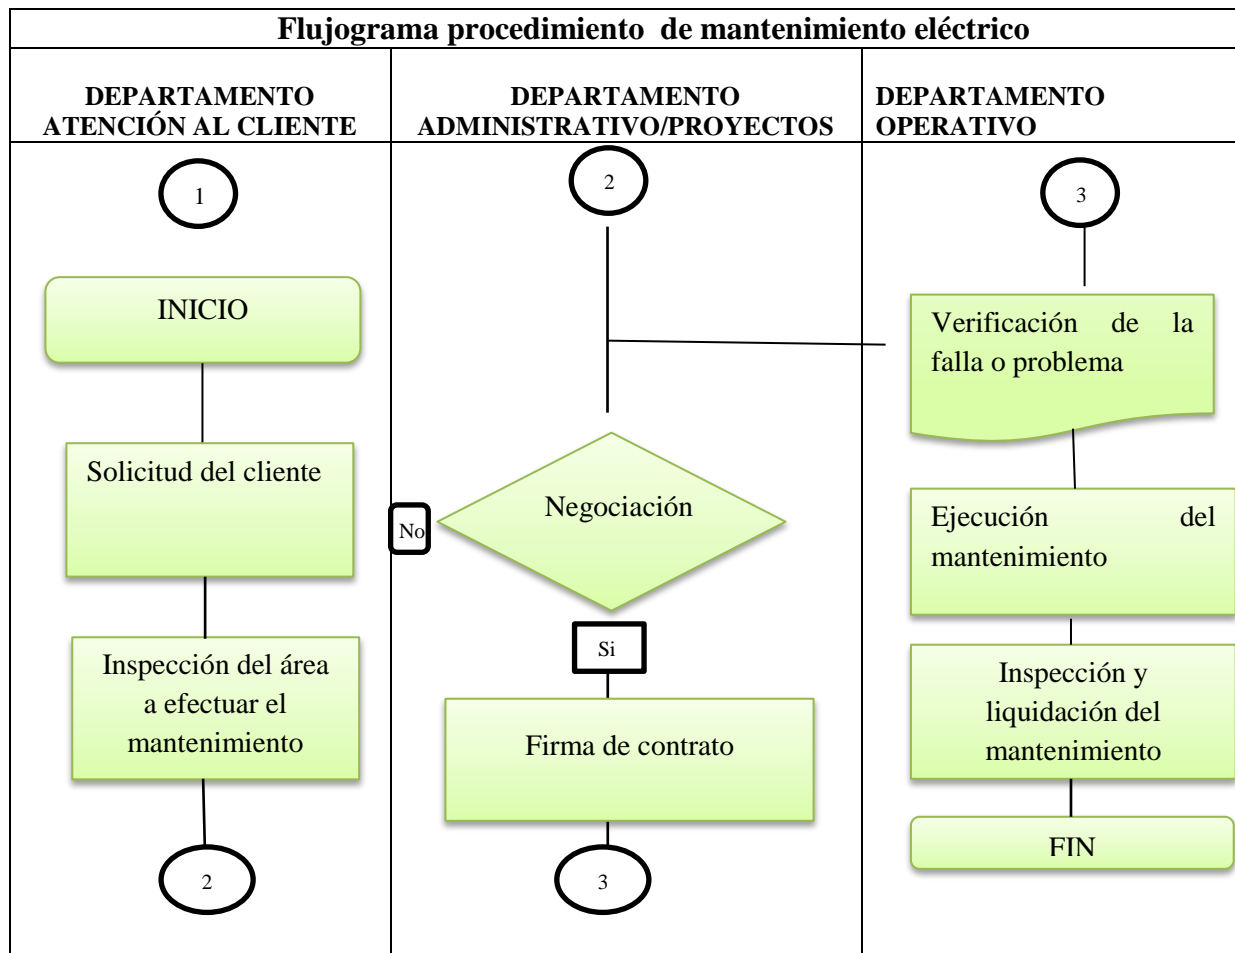 Flujograma procedimiento de mantenimiento eléctrico
DEPARTAMENTO
ATENCIÓN AL CLIENTE
DEPARTAMENTO
ADMINISTRATIVO/PROYECTOS
DEPARTAMENTO
OPERATIVO
1
INICIO
Solicitud del cliente
Inspección del área
a efectuar el
mantenimiento
2
2
Negociación
No
Si
Firma de contrato
3
3
Verificación de la
falla o problema
Ejecución del
mantenimiento
Inspección y
liquidación del
mantenimiento
FIN